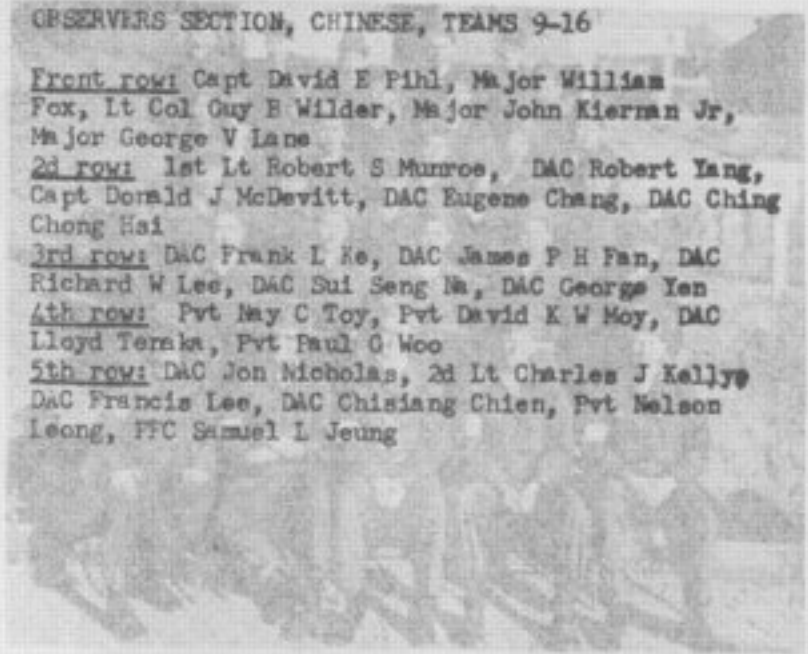 OBSERVERS SECTION, CHINESE, TEAMS 9-16
Front row: Capt David E Pihl, Major William
Fox, Lt Col Guy B Wilder, Major John Kiernan Jr,
Major George V Lane
2d row: 1st Lt Robert S Munroe, DAC Robert Yang,
Capt Donald J McDevitt, DAC Eugene Chang, DAC Ching
Chong Hai
3rd row: DAC Frank L Ke, DAC James P H Fan, DAC
Richard W Lee, DAC Sui Seng Na, DAC George Yen
4th row: Pvt Nay C Toy, Pvt David K W Moy, DAC
Lloyd Teraka, Pvt Paul G Woo
5th row: DAC Jon Nicholas, 2d Lt Charles J Kelly,
DAC Francis Lee, DAC Chisiang Chien, Pvt Nelson
Leong, PFC Samuel L Jeung